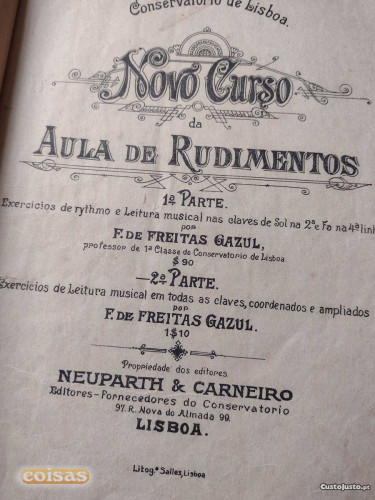 Conservatorio de Lisboa.
Novo Curso
da
AULA DE RUDIMENTOS
1ª PARTE.
Exercicios de rythmo e Leitura musical nas claves de Sol na 2ª e Fa na 4ª linh
por
F. DE FREITAS GAZUL,
professor de 1ª Classe do Conservatorio de Lisboa
$90
—2ª PARTE.
Exercicios de Leitura musical em todas as claves, coordenados e ampliados
por
F. DE FREITAS GAZUL.
1$10
Propriedade dos editores
NEUPARTH & CARNEIRO
Editores-Fornecedores do Conservatorio
97. R. Nova do Almada 99.
LISBOA.
Litogª Salles, Lisboa
coisas
CustoJusto.pt